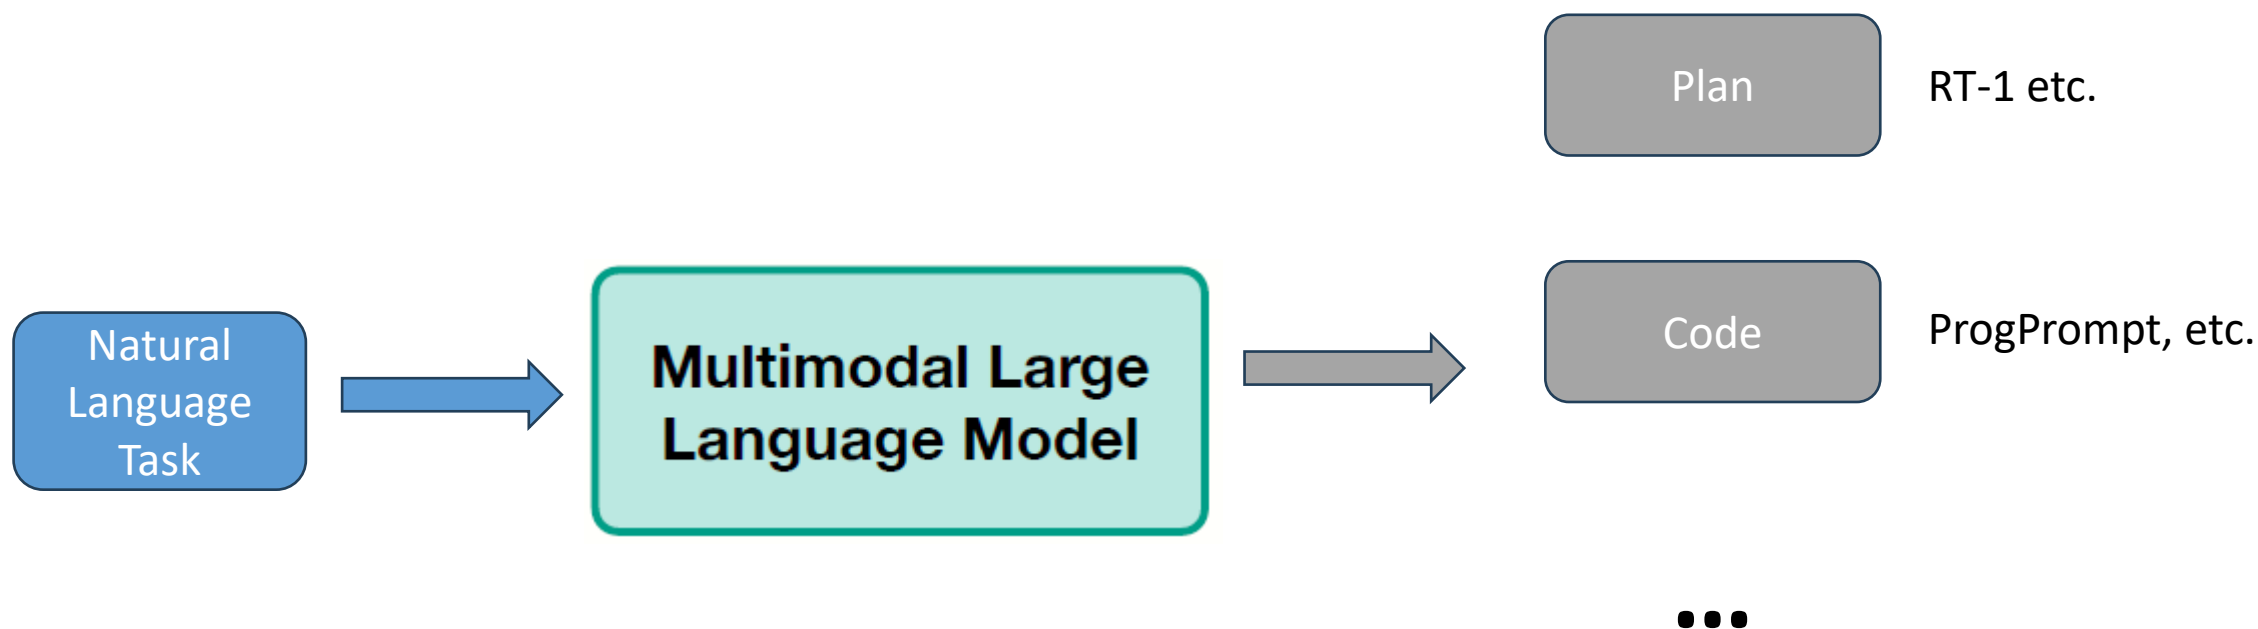 Plan
RT-1 etc.
Natural
Language
Task
Multimodal Large
Language Model
Code
ProgPrompt, etc.
...